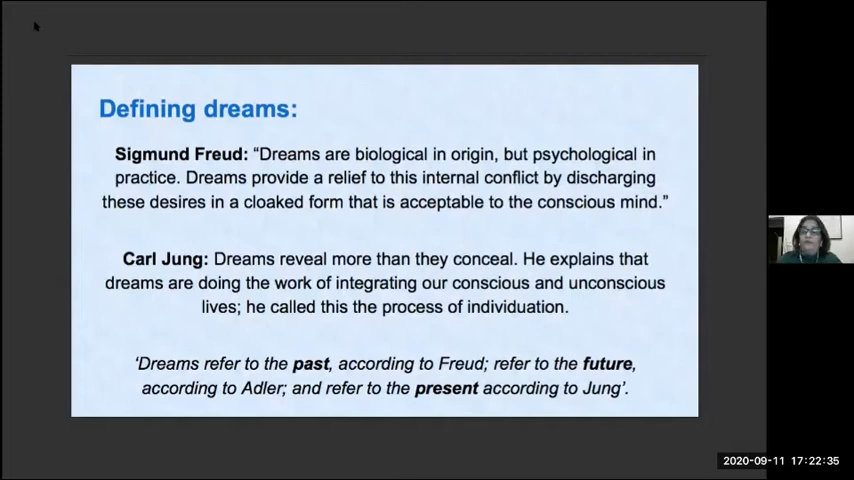 Defining dreams:
Sigmund Freud: “Dreams are biological in origin, but psychological in
practice. Dreams provide a relief to this internal conflict by discharging
these desires in a cloaked form that is acceptable to the conscious mind.”
Carl Jung: Dreams reveal more than they conceal. He explains that
dreams are doing the work of integrating our conscious and unconscious
lives; he called this the process of individuation.
‘Dreams refer to the past, according to Freud; refer to the future,
according to Adler; and refer to the present according to Jung’.
2020-09-11 17:22:35